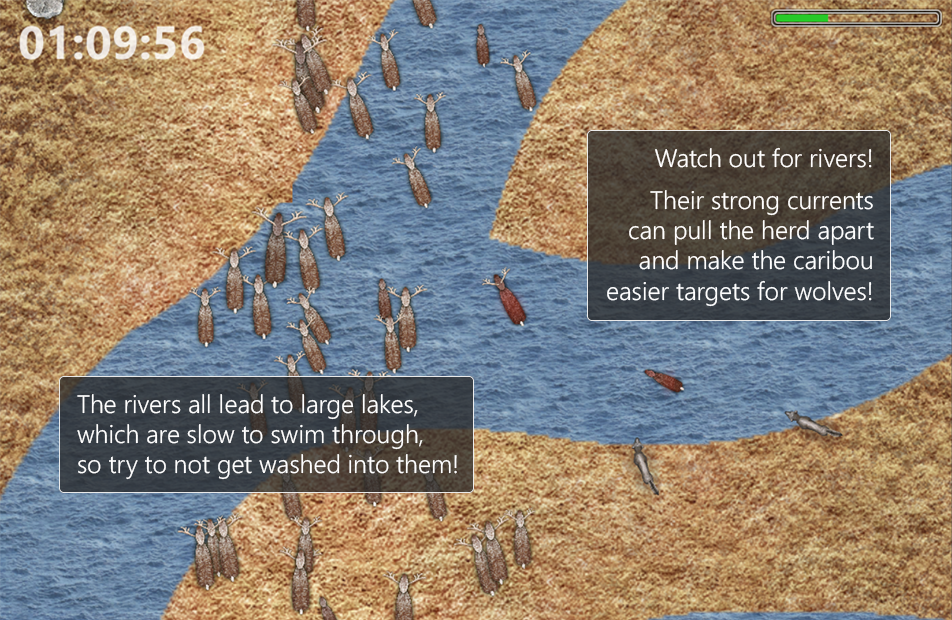 01:09:56
Watch out for rivers!
Their strong currents
can pull the herd apart
and make the caribou
easier targets for wolves!
The rivers all lead to large lakes,
which are slow to swim through,
so try to not get washed into them!